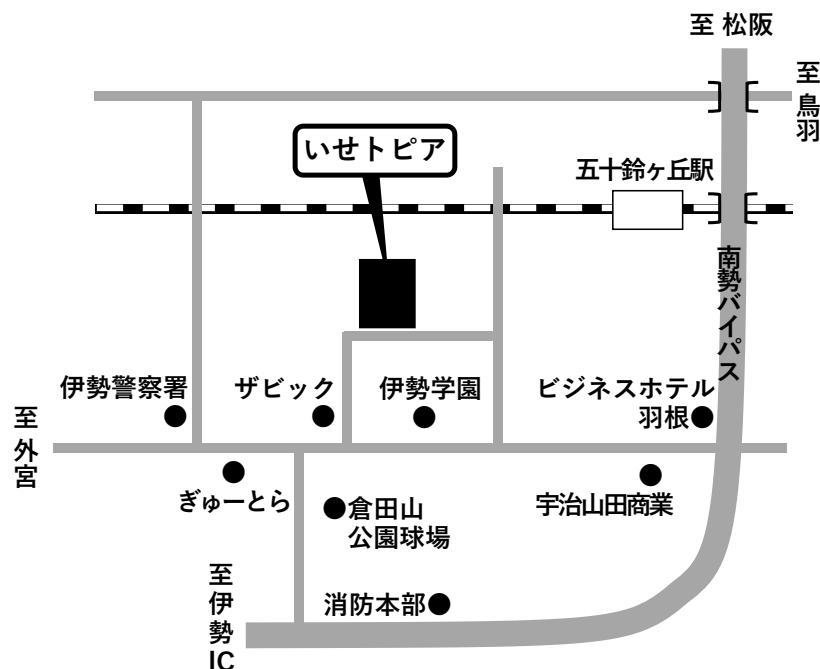 至 松阪
至 鳥羽
いせトピア
五十鈴ヶ丘駅
南勢バイパス
伊勢警察署
ザビック
伊勢学園
ビジネスホテル
羽根
至 外宮
ぎゅーとら
倉田山
公園球場
宇治山田商業
至伊勢IC
消防本部